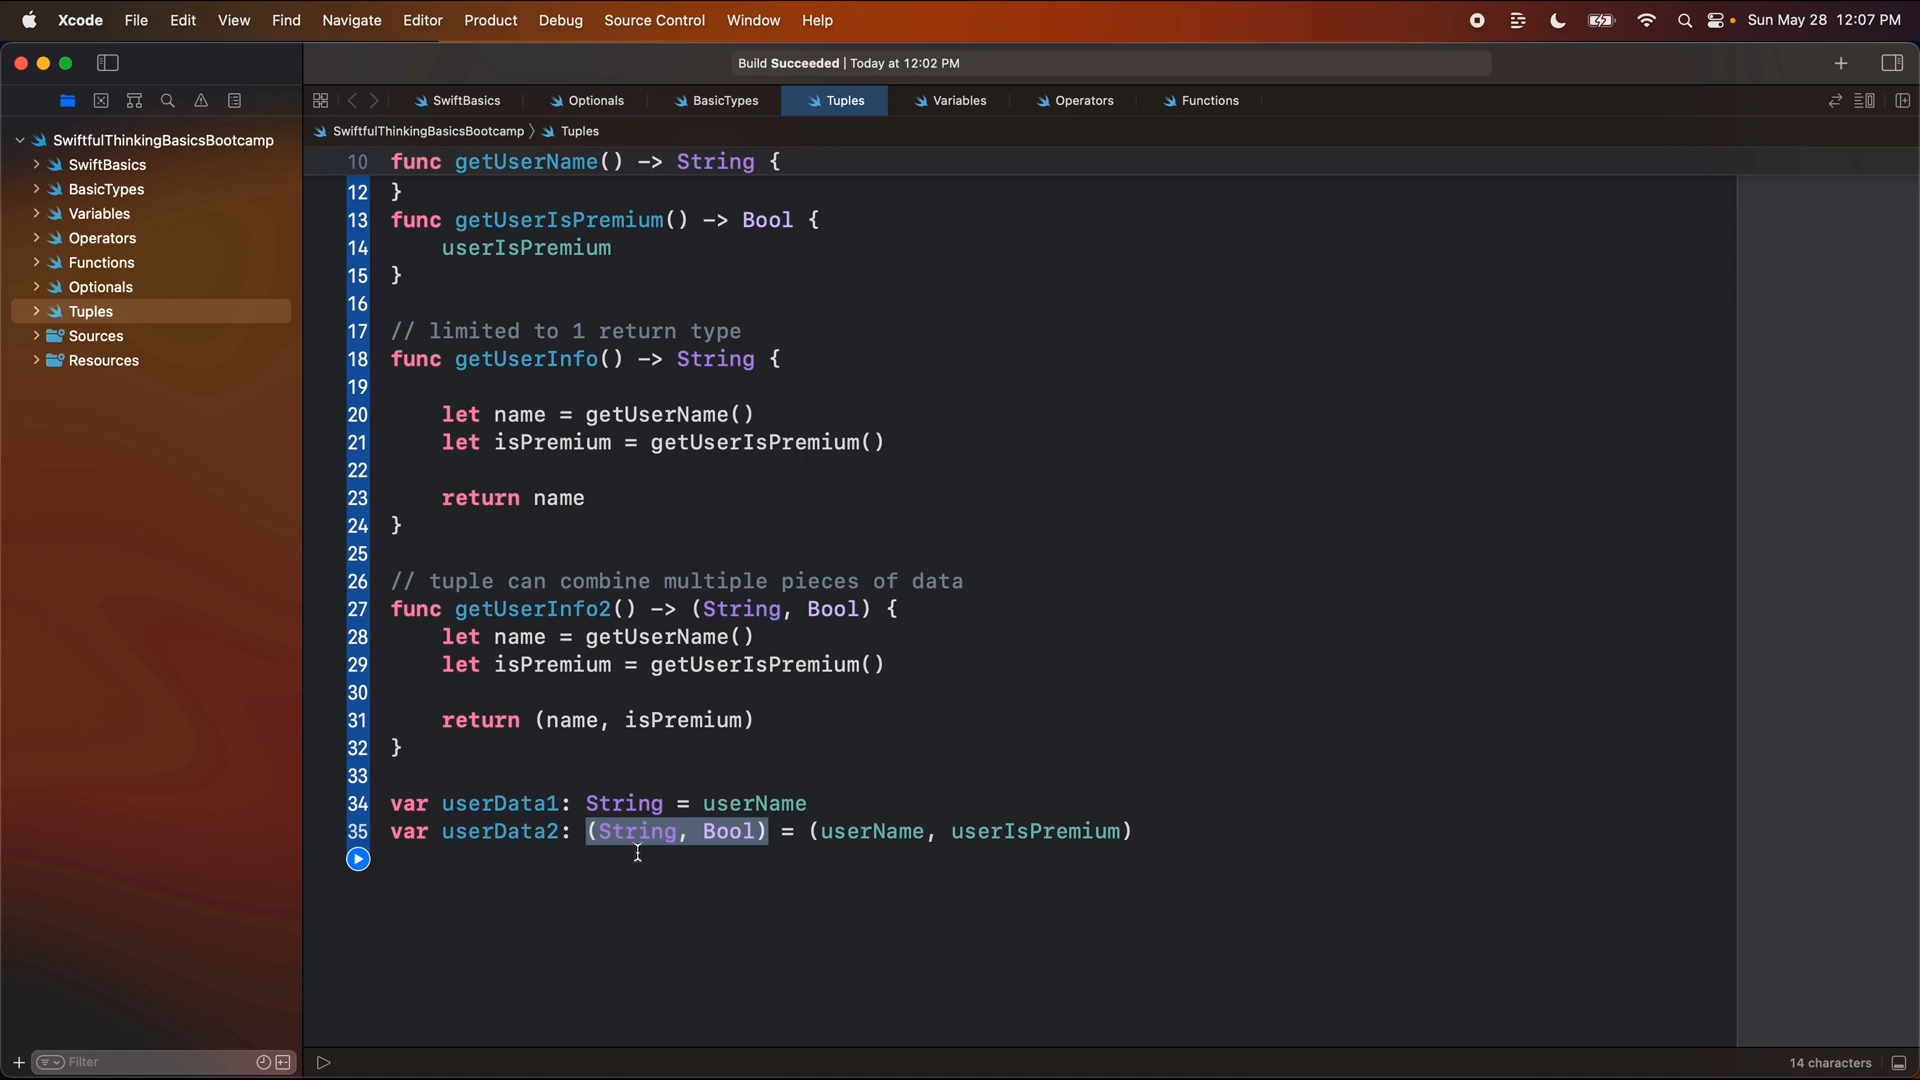 Xcode File Edit View Find Navigate Editor Product Debug Source Control Window Help Sun May 28 12:07 PM
Build Succeeded | Today at 12:02 PM
SwiftBasics Optionals BasicTypes Tuples Variables Operators Functions
SwiftfulThinkingBasicsBootcamp 〉 Tuples
SwiftfulThinkingBasicsBootcamp
SwiftBasics
BasicTypes
Variables
Operators
Functions
Optionals
Tuples
Sources
Resources
10 func getUserName() -> String {
12 }
13 func getUserIsPremium() -> Bool {
14 userIsPremium
15 }
16
17 // limited to 1 return type
18 func getUserInfo() -> String {
19
20 let name = getUserName()
21 let isPremium = getUserIsPremium()
22
23 return name
24 }
25
26 // tuple can combine multiple pieces of data
27 func getUserInfo2() -> (String, Bool) {
28 let name = getUserName()
29 let isPremium = getUserIsPremium()
30
31 return (name, isPremium)
32 }
33
34 var userData1: String = userName
35 var userData2: (String, Bool) = (userName, userIsPremium)
Filter
14 characters